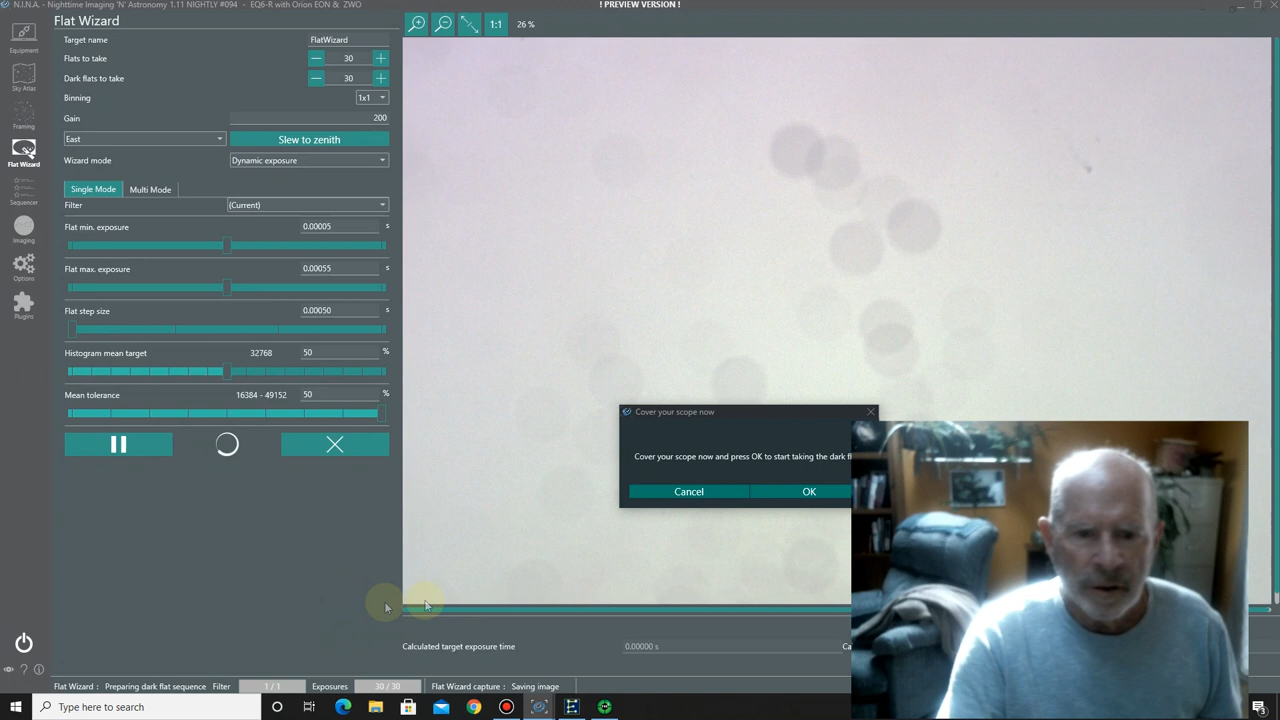 N.I.N.A. - Nighttime Imaging 'N' Astronomy 1.11 NIGHTLY #094 - EQ6-R with Orion EON & ZWO
! PREVIEW VERSION !
Flat Wizard
26 %
1:1
Equipment
Sky Atlas
Framing
Flat Wizard
Sequencer
Imaging
Options
Plugins
Target name
FlatWizard
Flats to take
30
Dark flats to take
30
Binning
1x1
Gain
200
East
Slew to zenith
Wizard mode
Dynamic exposure
Single Mode
Multi Mode
Filter
(Current)
Flat min. exposure
0.00005 s
Flat max. exposure
0.00055 s
Flat step size
0.00050 s
Histogram mean target
32768
50 %
Mean tolerance
16384 - 49152
50 %
Cover your scope now
Cover your scope now and press OK to start taking the dark fl
Cancel
OK
Calculated target exposure time
0.00000 s
Ca
Flat Wizard : Preparing dark flat sequence Filter 1 / 1 Exposures 30 / 30 Flat Wizard capture : Saving image
Type here to search